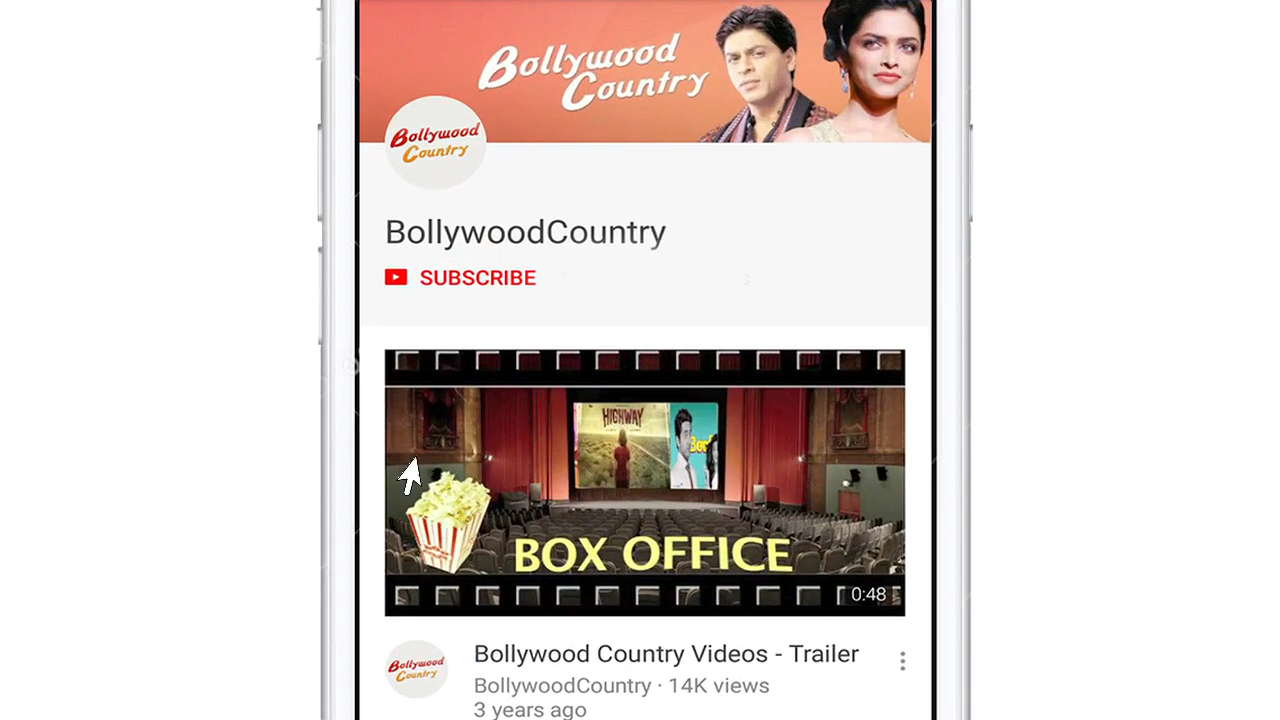 Bollywood
Country
Bollywood
Country
BollywoodCountry
SUBSCRIBE
HIGHWAY
BOX OFFICE
0:48
Bollywood
Country
Bollywood Country Videos - Trailer
BollywoodCountry · 14K views
3 years ago